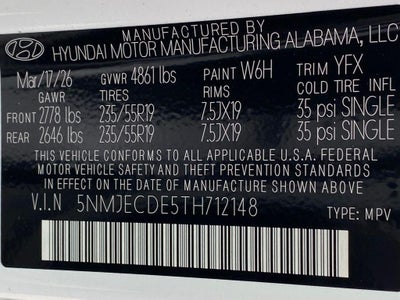 MANUFACTURED BY
HYUNDAI MOTOR MANUFACTURING ALABAMA, LLC
Mar/17/26 GVWR 4861 lbs PAINT W6H TRIM YFX
GAWR TIRES RIMS COLD TIRE INFL
FRONT 2778 lbs 235/55R19 7.5JX19 35 psi SINGLE
REAR 2646 lbs 235/55R19 7.5JX19 35 psi SINGLE
THIS VEHICLE CONFORMS TO ALL APPLICABLE U.S.A. FEDERAL
MOTOR VEHICLE SAFETY AND THEFT PREVENTION STANDARDS
IN EFFECT ON THE DATE OF MANUFACTURE SHOWN ABOVE.
V.I.N 5NMJECDE5TH712148 TYPE: MPV